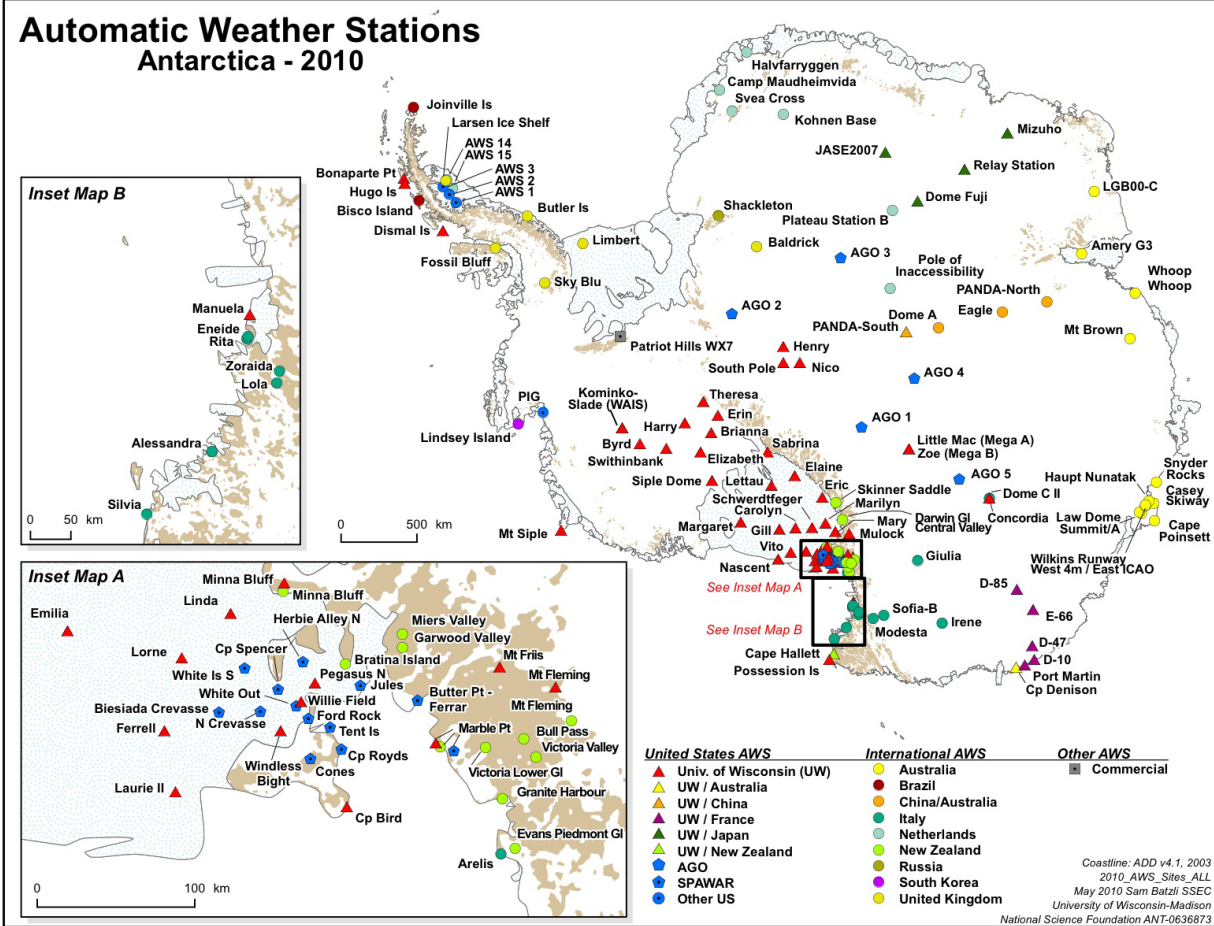 Automatic Weather Stations
Antarctica - 2010
Halvfarryggen
Camp Maudheimvida
Svea Cross
Kohnen Base
Joinville Is
Larsen Ice Shelf
AWS 14
AWS 15
AWS 3
AWS 2
AWS 1
Bonaparte Pt
Hugo Is
Bisco Island
Dismal Is
Fossil Bluff
Butler Is
Limbert
Sky Blu
Mizuho
JASE2007
Relay Station
Dome Fuji
LGB00-C
Shackleton
Plateau Station B
Baldrick
AGO 3
Amery G3
Pole of
Inaccessibility
Whoop
Whoop
PANDA-North
Eagle
Dome A
PANDA-South
Mt Brown
AGO 2
Patriot Hills WX7
Henry
South Pole
Nico
AGO 4
PIG
Lindsey Island
Kominko-
Slade (WAIS)
Theresa
Erin
Harry
Brianna
Byrd
Swithinbank
Elizabeth
Sabrina
AGO 1
Little Mac (Mega A)
Zoe (Mega B)
AGO 5
Siple Dome
Lettau
Elaine
Eric
Schwerdtfeger
Carolyn
Skinner Saddle
Marilyn
Dome C II
Concordia
Haupt Nunatak
Snyder
Rocks
Casey
Skiway
Law Dome
Summit/A
Cape
Poinsett
Wilkins Runway
West 4m / East ICAO
Margaret
Gill
Mary
Darwin Gl
Central Valley
Mulock
Mt Siple
Vito
Nascent
Giulia
See Inset Map A
D-85
E-66
Sofia-B
Irene
See Inset Map B
Modesta
D-47
D-10
Port Martin
Cp Denison
Cape Hallett
Possession Is
Inset Map B
Manuela
Eneide
Rita
Zoraida
Lola
Alessandra
Silvia
0 50 km
0 500 km
Inset Map A
Minna Bluff
Minna Bluff
Linda
Emilia
Herbie Alley N
Miers Valley
Garwood Valley
Cp Spencer
Lorne
Bratina Island
Mt Friis
White Is S
Pegasus N
Jules
Mt Fleming
White Out
Willie Field
Butter Pt -
Ferrar
Biesiada Crevasse
Ford Rock
Mt Fleming
N Crevasse
Tent Is
Marble Pt
Bull Pass
Ferrell
Victoria Valley
Cp Royds
Windless
Bight
Cones
Victoria Lower Gl
Laurie II
Granite Harbour
Cp Bird
Evans Piedmont Gl
Arelis
0 100 km
United States AWS
Univ. of Wisconsin (UW)
UW / Australia
UW / China
UW / France
UW / Japan
UW / New Zealand
AGO
SPAWAR
Other US
International AWS
Australia
Brazil
China/Australia
Italy
Netherlands
New Zealand
Russia
South Korea
United Kingdom
Other AWS
Commercial
Coastline: ADD v4.1, 2003
2010_AWS_Sites_ALL
May 2010 Sam Batzli SSEC
University of Wisconsin-Madison
National Science Foundation ANT-0636873